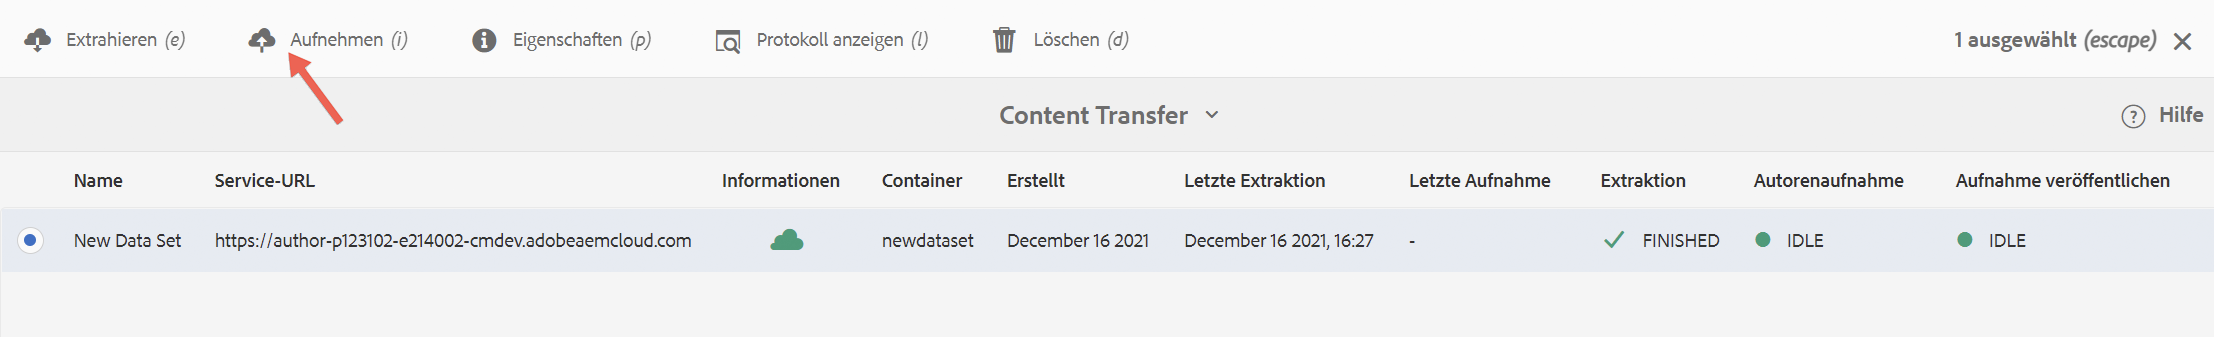 Extrahieren (e) Aufnehmen (i) Eigenschaften (p) Protokoll anzeigen (l) Löschen (d) 1 ausgewählt (escape)
Content Transfer
Hilfe
Name Service-URL Informationen Container Erstellt Letzte Extraktion Letzte Aufnahme Extraktion Autorenaufnahme Aufnahme veröffentlichen
New Data Set https://author-p123102-e214002-cmdev.adobeaemcloud.com newdataset December 16 2021 December 16 2021, 16:27 - FINISHED IDLE IDLE